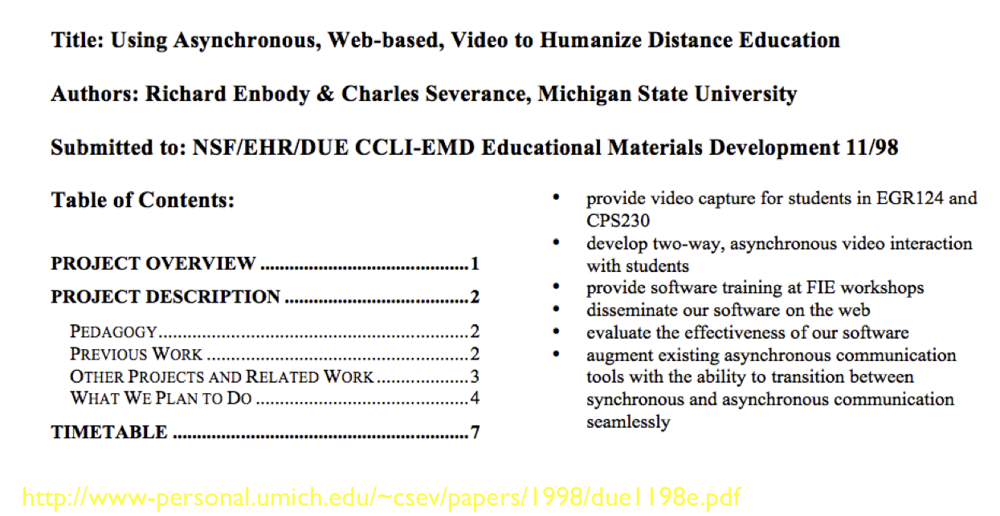 Title: Using Asynchronous, Web-based, Video to Humanize Distance Education
Authors: Richard Enbody & Charles Severance, Michigan State University
Submitted to: NSF/EHR/DUE CCLI-EMD Educational Materials Development 11/98
Table of Contents:
PROJECT OVERVIEW ...........................................1
PROJECT DESCRIPTION ......................................2
PEDAGOGY................................................................2
PREVIOUS WORK ......................................................2
OTHER PROJECTS AND RELATED WORK ...................3
WHAT WE PLAN TO DO ............................................4
TIMETABLE .............................................................7
• provide video capture for students in EGR124 and
CPS230
• develop two-way, asynchronous video interaction
with students
• provide software training at FIE workshops
• disseminate our software on the web
• evaluate the effectiveness of our software
• augment existing asynchronous communication
tools with the ability to transition between
synchronous and asynchronous communication
seamlessly
http://www-personal.umich.edu/~csev/papers/1998/due1198e.pdf